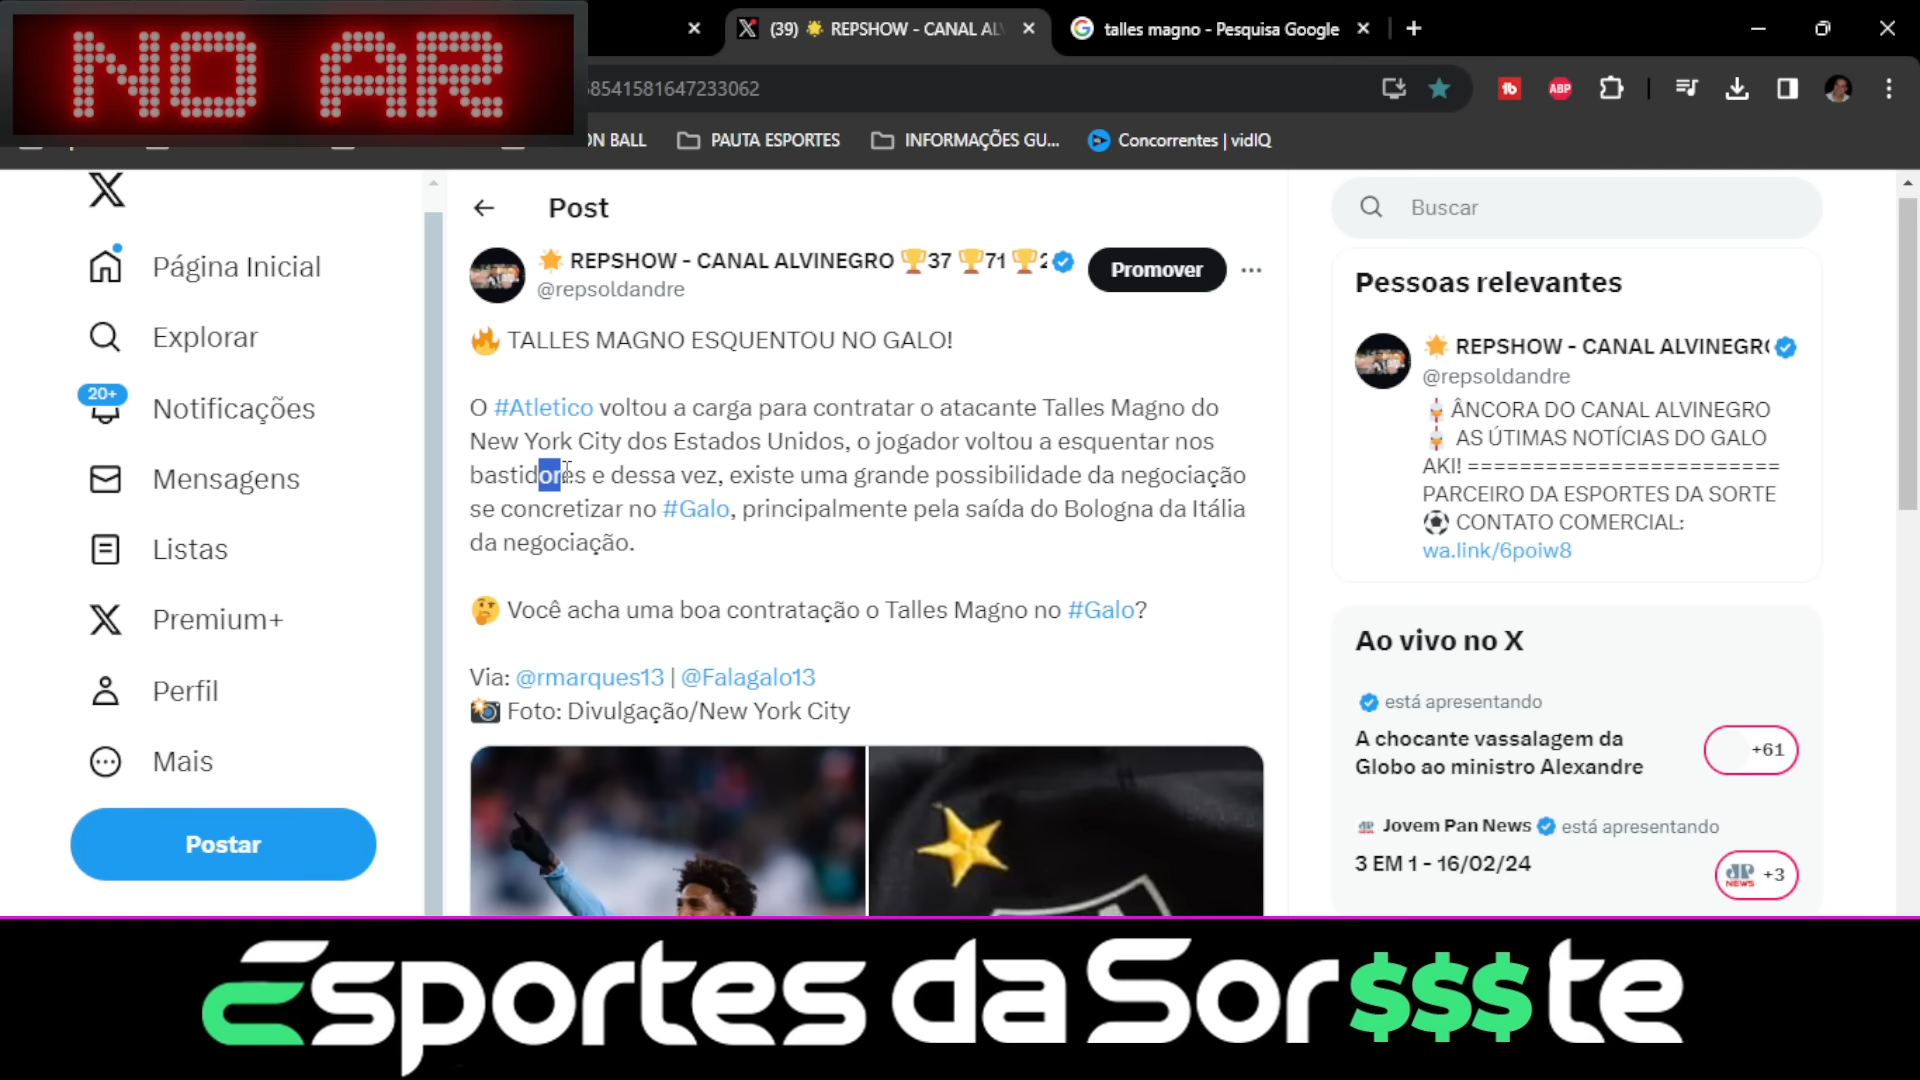 NO AR
(39) 🌟 REPSHOW - CANAL AL
talles magno - Pesquisa Google
8541581647233062
ABP
ON BALL
PAUTA ESPORTES
INFORMAÇÕES GU...
Concorrentes | vidIQ
Página Inicial
Explorar
20+
Notificações
Mensagens
Listas
Premium+
Perfil
Mais
Postar
Post
🌟 REPSHOW - CANAL ALVINEGRO 🏆37 🏆71 🏆2
@repsoldandre
Promover
🔥 TALLES MAGNO ESQUENTOU NO GALO!
O #Atletico voltou a carga para contratar o atacante Talles Magno do
New York City dos Estados Unidos, o jogador voltou a esquentar nos
bastidores e dessa vez, existe uma grande possibilidade da negociação
se concretizar no #Galo, principalmente pela saída do Bologna da Itália
da negociação.
🤔 Você acha uma boa contratação o Talles Magno no #Galo?
Via: @rmarques13 | @Falagalo13
📸 Foto: Divulgação/New York City
Buscar
Pessoas relevantes
🌟 REPSHOW - CANAL ALVINEGR
@repsoldandre
🐓 ÂNCORA DO CANAL ALVINEGRO
🐓 AS ÚTIMAS NOTÍCIAS DO GALO
AKI! ========================
PARCEIRO DA ESPORTES DA SORTE
⚽ CONTATO COMERCIAL:
wa.link/6poiw8
Ao vivo no X
está apresentando
A chocante vassalagem da
Globo ao ministro Alexandre
+61
Jovem Pan News está apresentando
3 EM 1 - 16/02/24
JP NEWS +3
Esportes da Sor$$$te